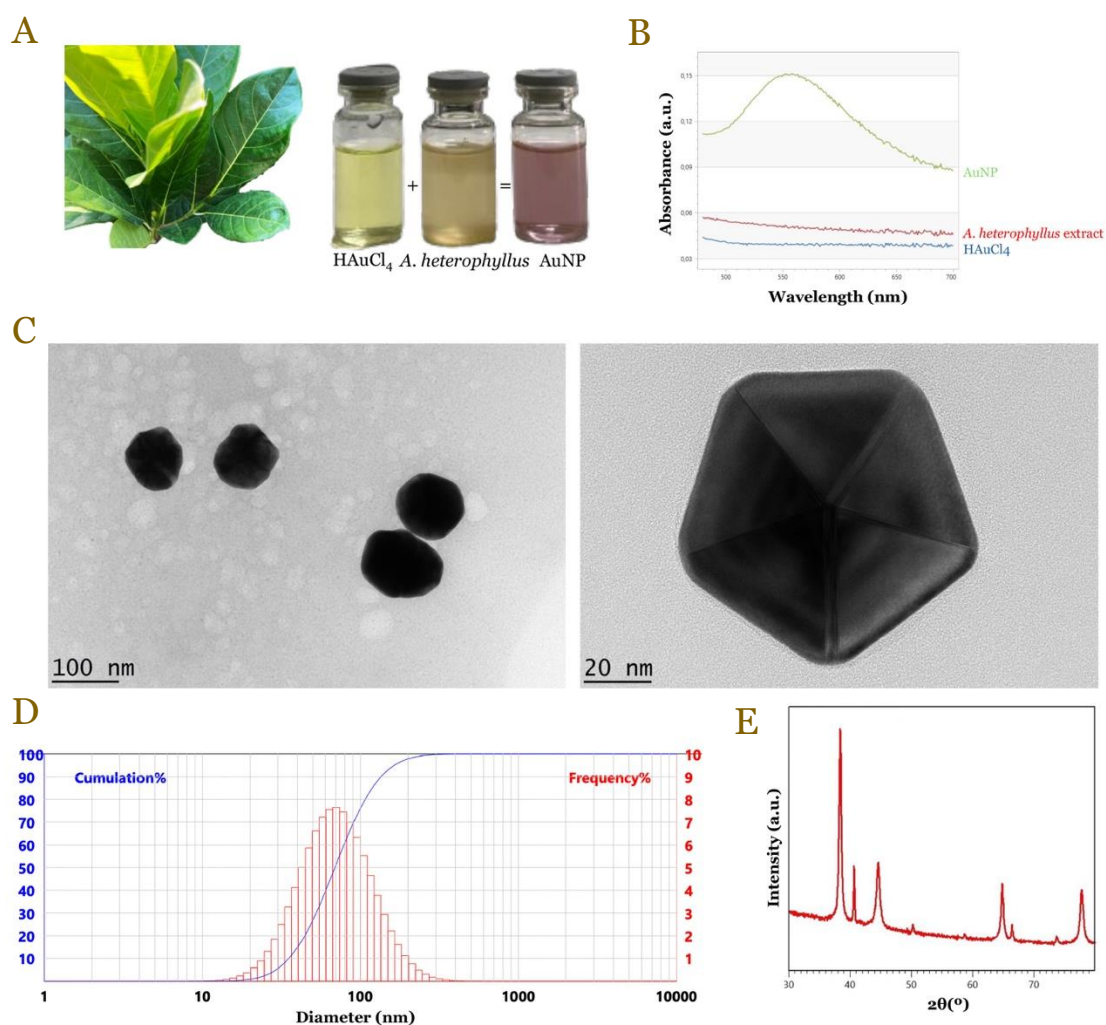 A
HAuCl4 + A. heterophyllus = AuNP
B
Absorbance (a.u.)
0,15
0,12
0,09
0,06
0,03
500
550
600
650
700
AuNP
A. heterophyllus extract
HAuCl4
Wavelength (nm)
C
100 nm
20 nm
D
100
90
80
70
60
50
40
30
20
10
Cumulation%
Frequency%
10
9
8
7
6
5
4
3
2
1
1
10
100
1000
10000
Diameter (nm)
E
Intensity (a.u.)
30
40
50
60
70
2θ(º)